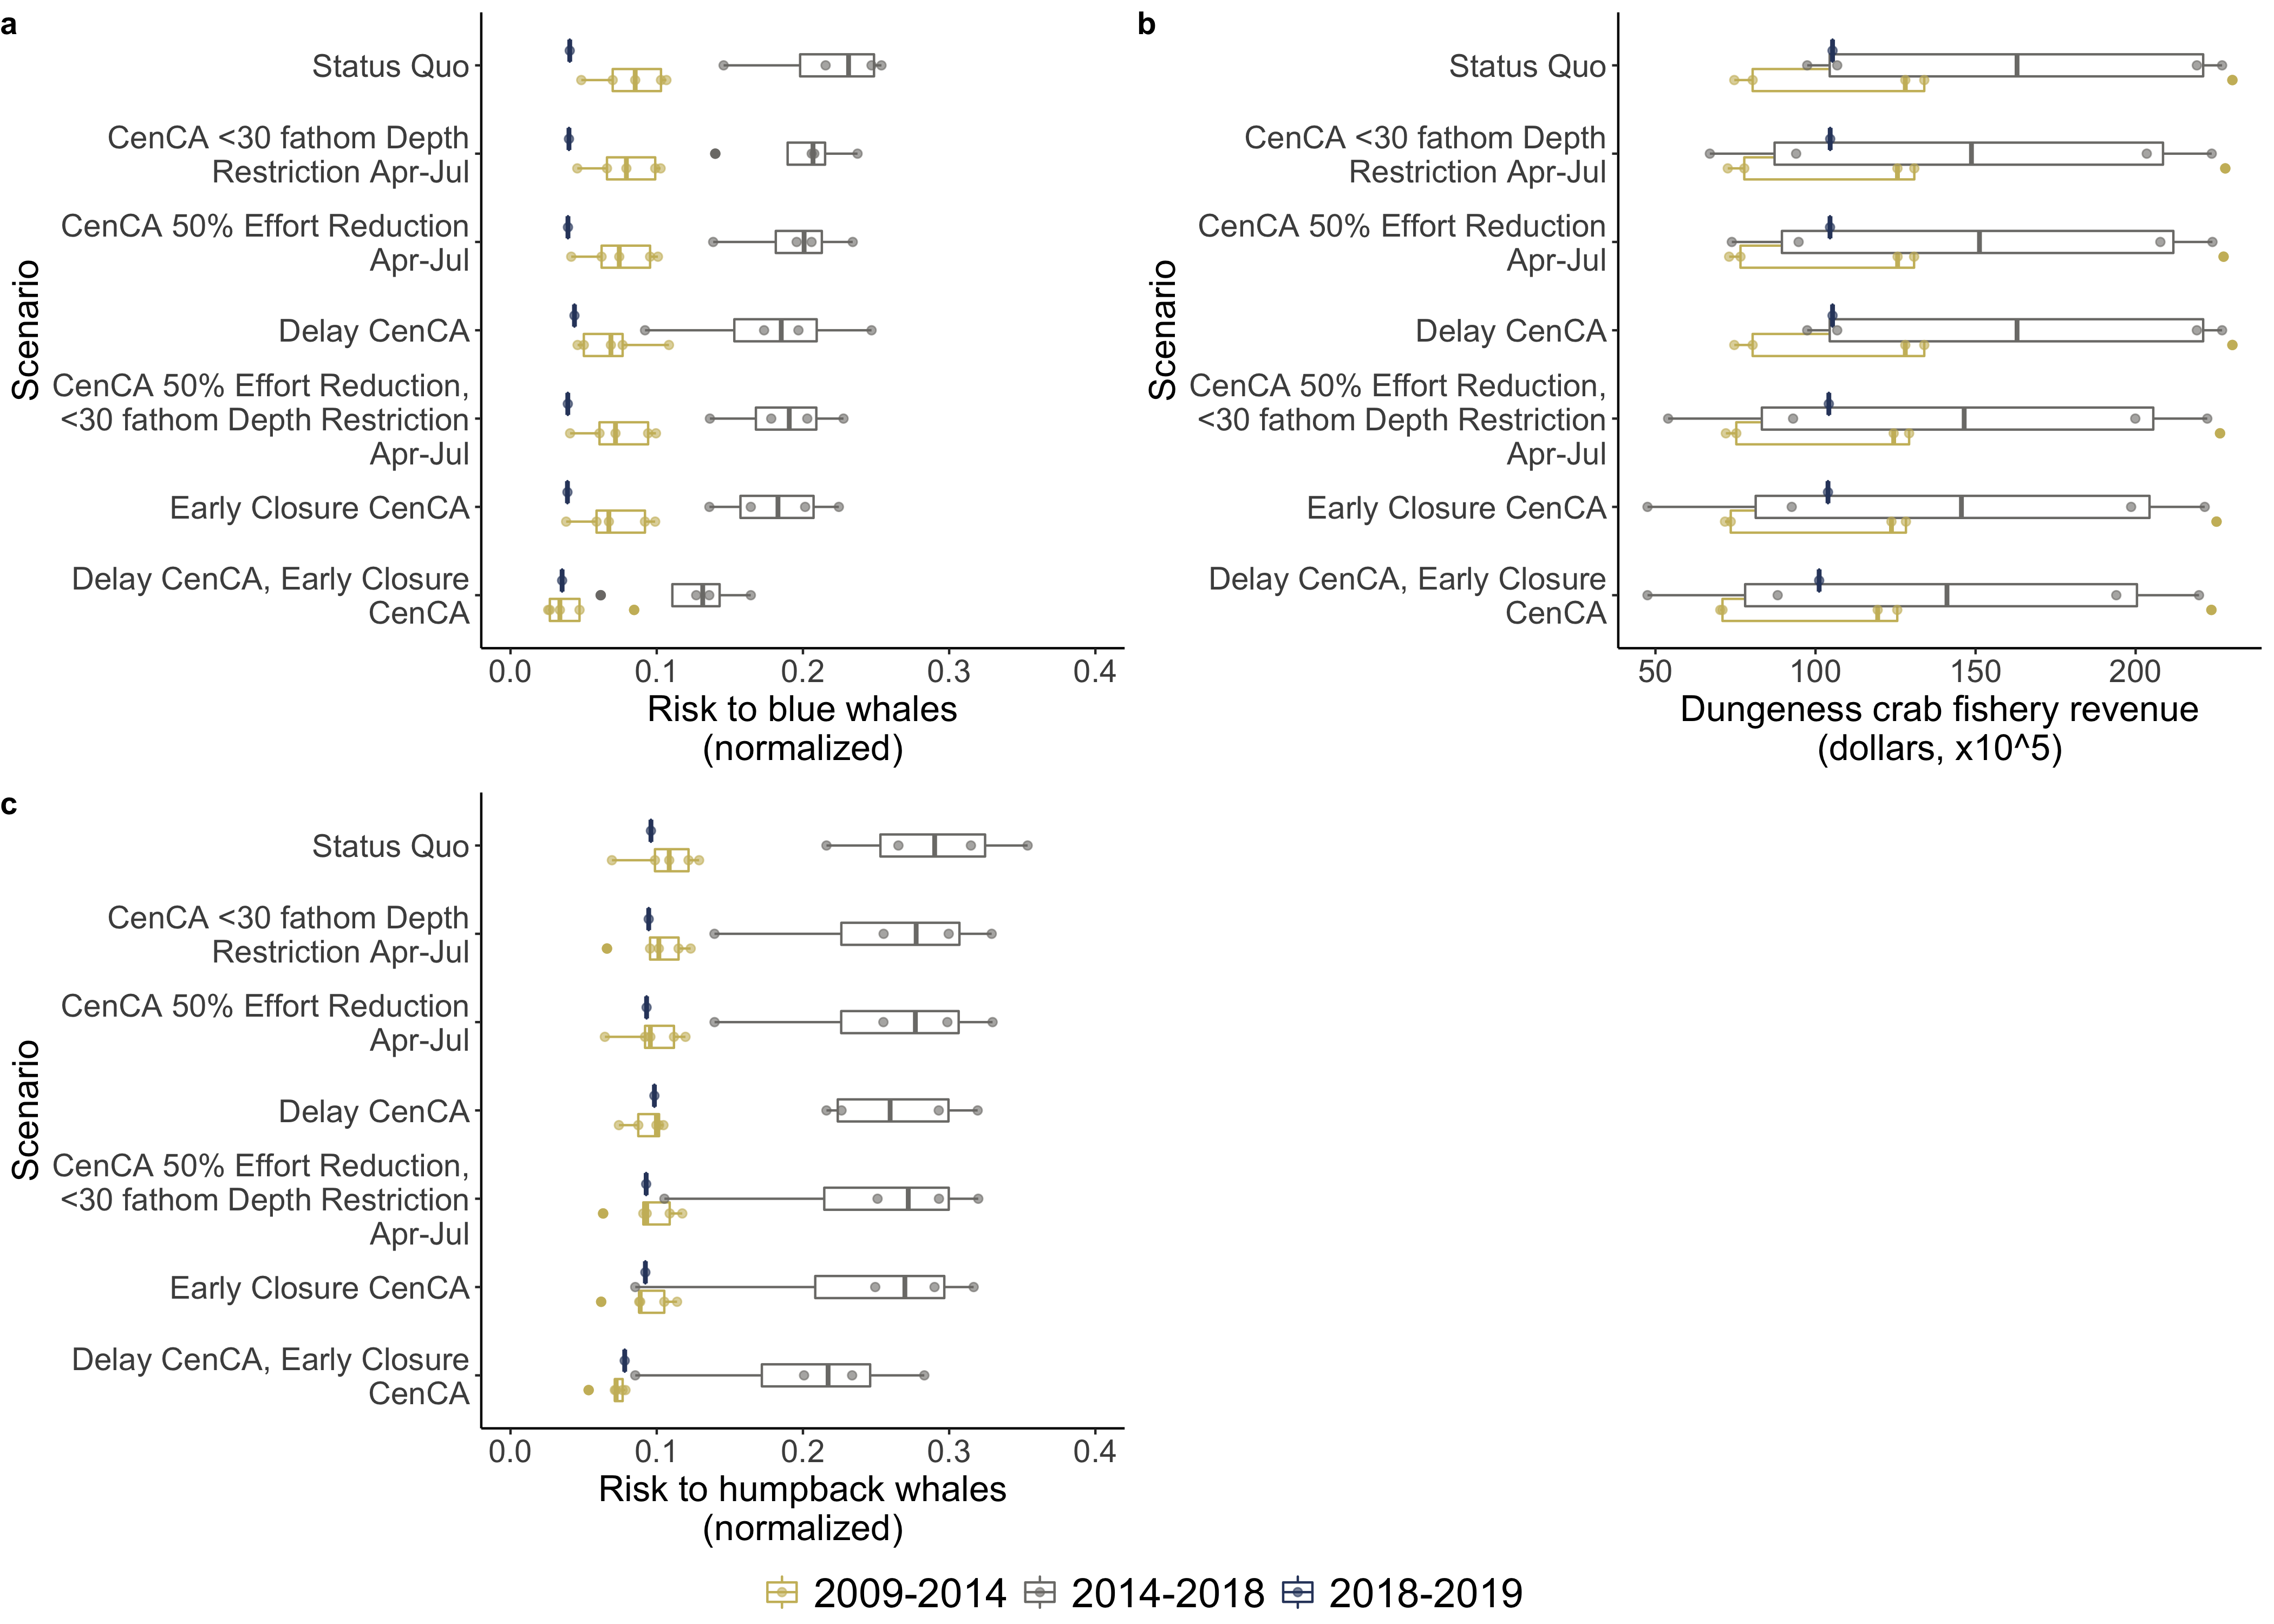 a
Scenario
Status Quo
CenCA <30 fathom Depth
Restriction Apr-Jul
CenCA 50% Effort Reduction
Apr-Jul
Delay CenCA
CenCA 50% Effort Reduction,
<30 fathom Depth Restriction
Apr-Jul
Early Closure CenCA
Delay CenCA, Early Closure
CenCA
0.0 0.1 0.2 0.3 0.4
Risk to blue whales
(normalized)
b
Scenario
Status Quo
CenCA <30 fathom Depth
Restriction Apr-Jul
CenCA 50% Effort Reduction
Apr-Jul
Delay CenCA
CenCA 50% Effort Reduction,
<30 fathom Depth Restriction
Apr-Jul
Early Closure CenCA
Delay CenCA, Early Closure
CenCA
50 100 150 200
Dungeness crab fishery revenue
(dollars, x10^5)
c
Scenario
Status Quo
CenCA <30 fathom Depth
Restriction Apr-Jul
CenCA 50% Effort Reduction
Apr-Jul
Delay CenCA
CenCA 50% Effort Reduction,
<30 fathom Depth Restriction
Apr-Jul
Early Closure CenCA
Delay CenCA, Early Closure
CenCA
0.0 0.1 0.2 0.3 0.4
Risk to humpback whales
(normalized)
2009-2014 2014-2018 2018-2019